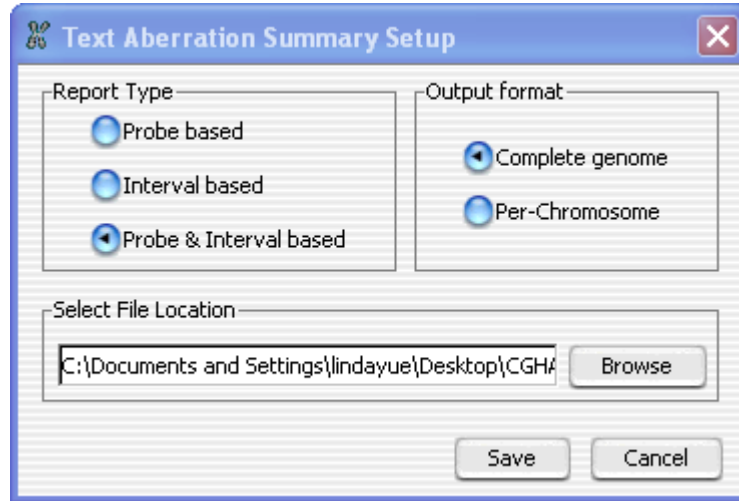 Text Aberration Summary Setup
Report Type
Probe based
Interval based
Probe & Interval based
Output format
Complete genome
Per-Chromosome
Select File Location
C:\Documents and Settings\lindayue\Desktop\CGHA
Browse
Save
Cancel